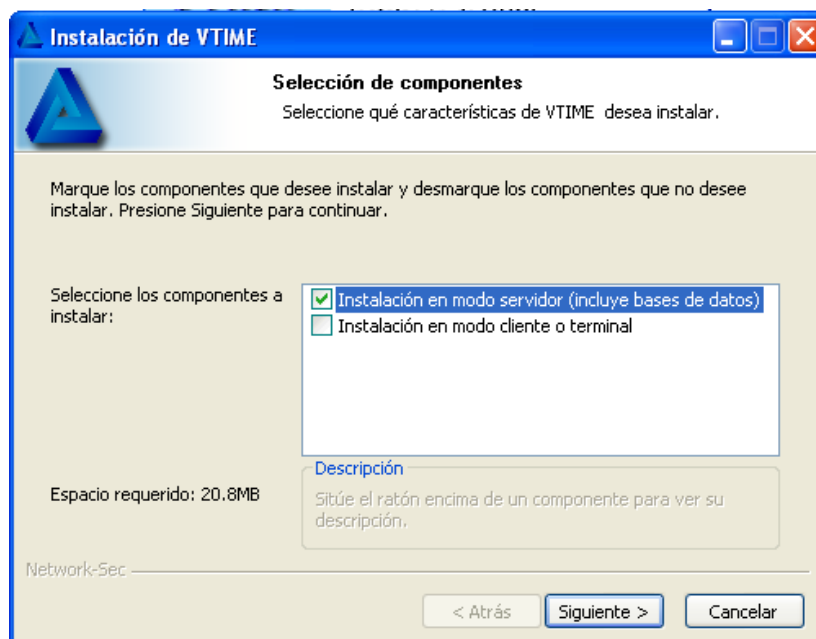 Instalación de VTIME
Selección de componentes
Seleccione qué características de VTIME desea instalar.
Marque los componentes que desee instalar y desmarque los componentes que no desee
instalar. Presione Siguiente para continuar.
Seleccione los componentes a
instalar:
Instalación en modo servidor (incluye bases de datos)
Instalación en modo cliente o terminal
Espacio requerido: 20.8MB
Descripción
Sitúe el ratón encima de un componente para ver su
descripción.
Network-Sec
< Atrás
Siguiente >
Cancelar